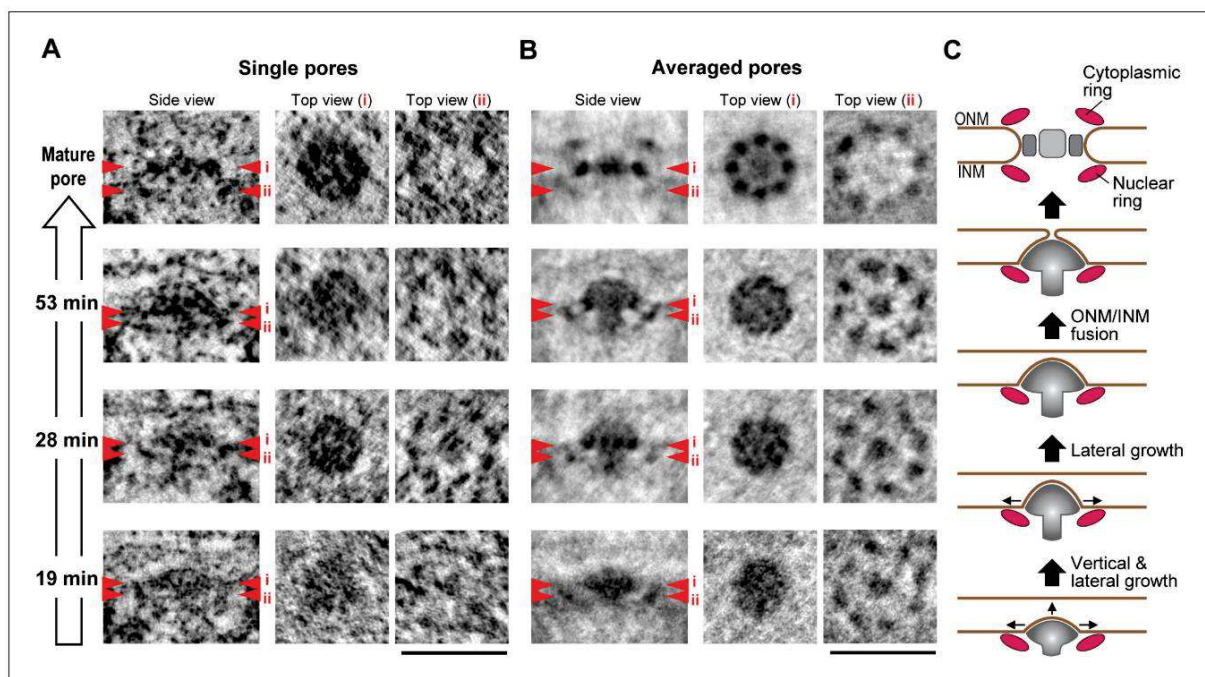 A
B
C
Single pores
Averaged pores
Side view
Top view (i)
Top view (ii)
Side view
Top view (i)
Top view (ii)
Cytoplasmic
ring
ONM
INM
Nuclear
ring
Mature
pore
i
ii
i
ii
53 min
i
ii
i
ii
ONM/INM
fusion
28 min
i
ii
i
ii
Lateral growth
19 min
i
ii
i
ii
Vertical &
lateral growth